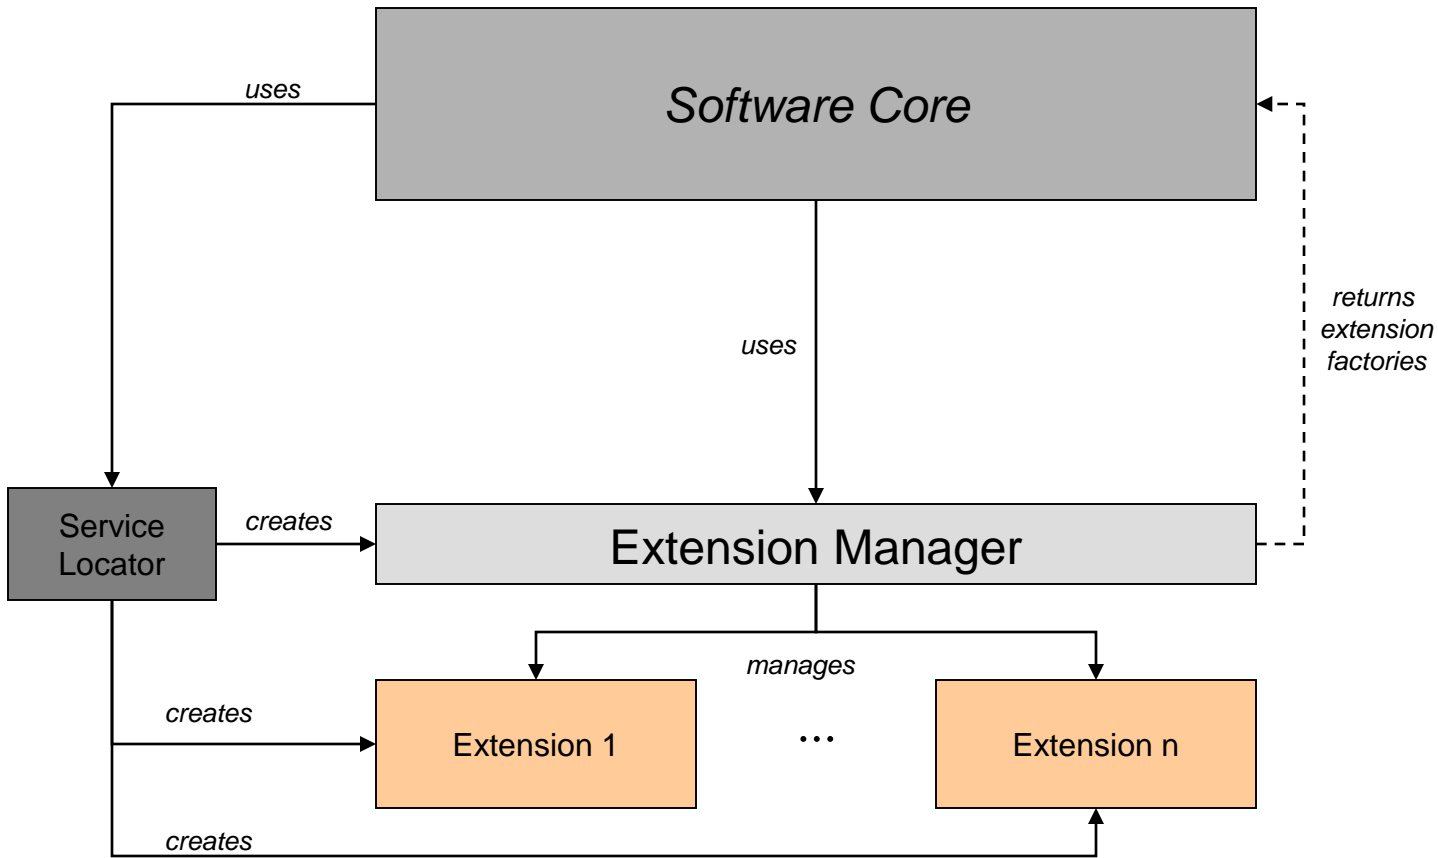 uses
Software Core
returns
extension
factories
uses
Service
Locator
creates
Extension Manager
manages
creates
Extension 1
...
Extension n
creates